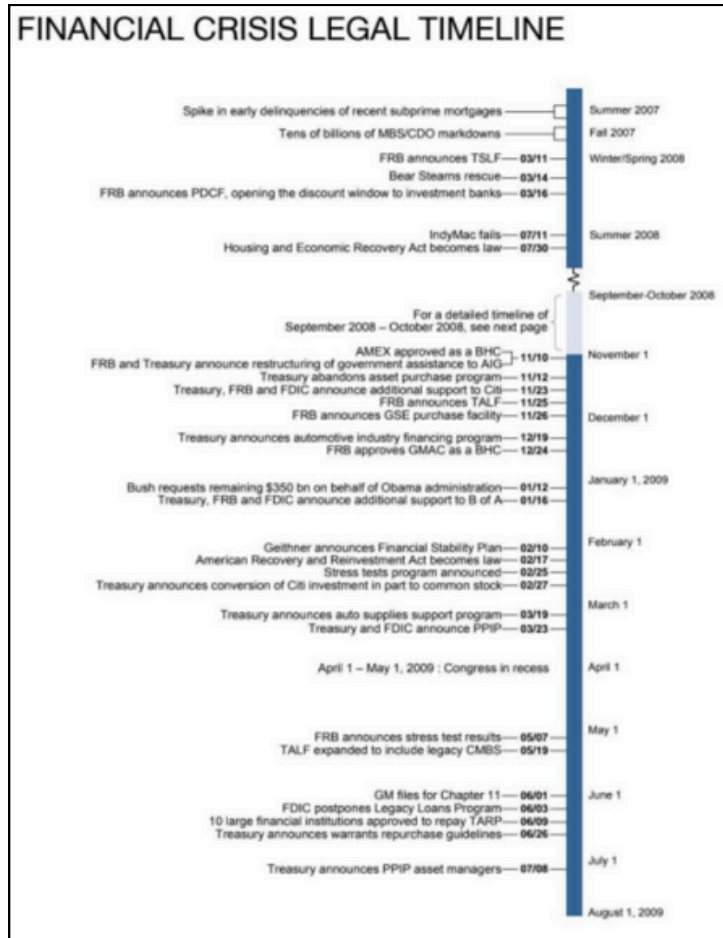 FINANCIAL CRISIS LEGAL TIMELINE
Spike in early delinquencies of recent subprime mortgages
Summer 2007
Tens of billions of MBS/CDO markdowns
Fall 2007
FRB announces TSLF 03/11
Winter/Spring 2008
Bear Stearns rescue 03/14
FRB announces PDCF, opening the discount window to investment banks 03/16
IndyMac fails 07/11
Summer 2008
Housing and Economic Recovery Act becomes law 07/30
September-October 2008
For a detailed timeline of
September 2008 – October 2008, see next page
AMEX approved as a BHC
11/10
November 1
FRB and Treasury announce restructuring of government assistance to AIG
Treasury abandons asset purchase program 11/12
Treasury, FRB and FDIC announce additional support to Citi 11/23
FRB announces TALF 11/25
FRB announces GSE purchase facility 11/26
December 1
Treasury announces automotive industry financing program 12/19
FRB approves GMAC as a BHC 12/24
January 1, 2009
Bush requests remaining $350 bn on behalf of Obama administration 01/12
Treasury, FRB and FDIC announce additional support to B of A 01/16
February 1
Geithner announces Financial Stability Plan 02/10
American Recovery and Reinvestment Act becomes law 02/17
Stress tests program announced 02/25
Treasury announces conversion of Citi investment in part to common stock 02/27
March 1
Treasury announces auto supplies support program 03/19
Treasury and FDIC announce PPIP 03/23
April 1 – May 1, 2009 : Congress in recess
April 1
May 1
FRB announces stress test results 05/07
TALF expanded to include legacy CMBS 05/19
GM files for Chapter 11 06/01
June 1
FDIC postpones Legacy Loans Program 06/03
10 large financial institutions approved to repay TARP 06/09
Treasury announces warrants repurchase guidelines 06/26
July 1
Treasury announces PPIP asset managers 07/08
August 1, 2009